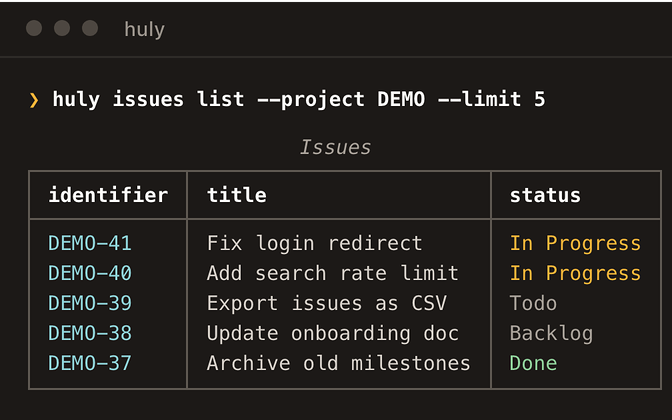 huly
❯ huly issues list --project DEMO --limit 5
Issues
identifier title status
DEMO-41 Fix login redirect In Progress
DEMO-40 Add search rate limit In Progress
DEMO-39 Export issues as CSV Todo
DEMO-38 Update onboarding doc Backlog
DEMO-37 Archive old milestones Done